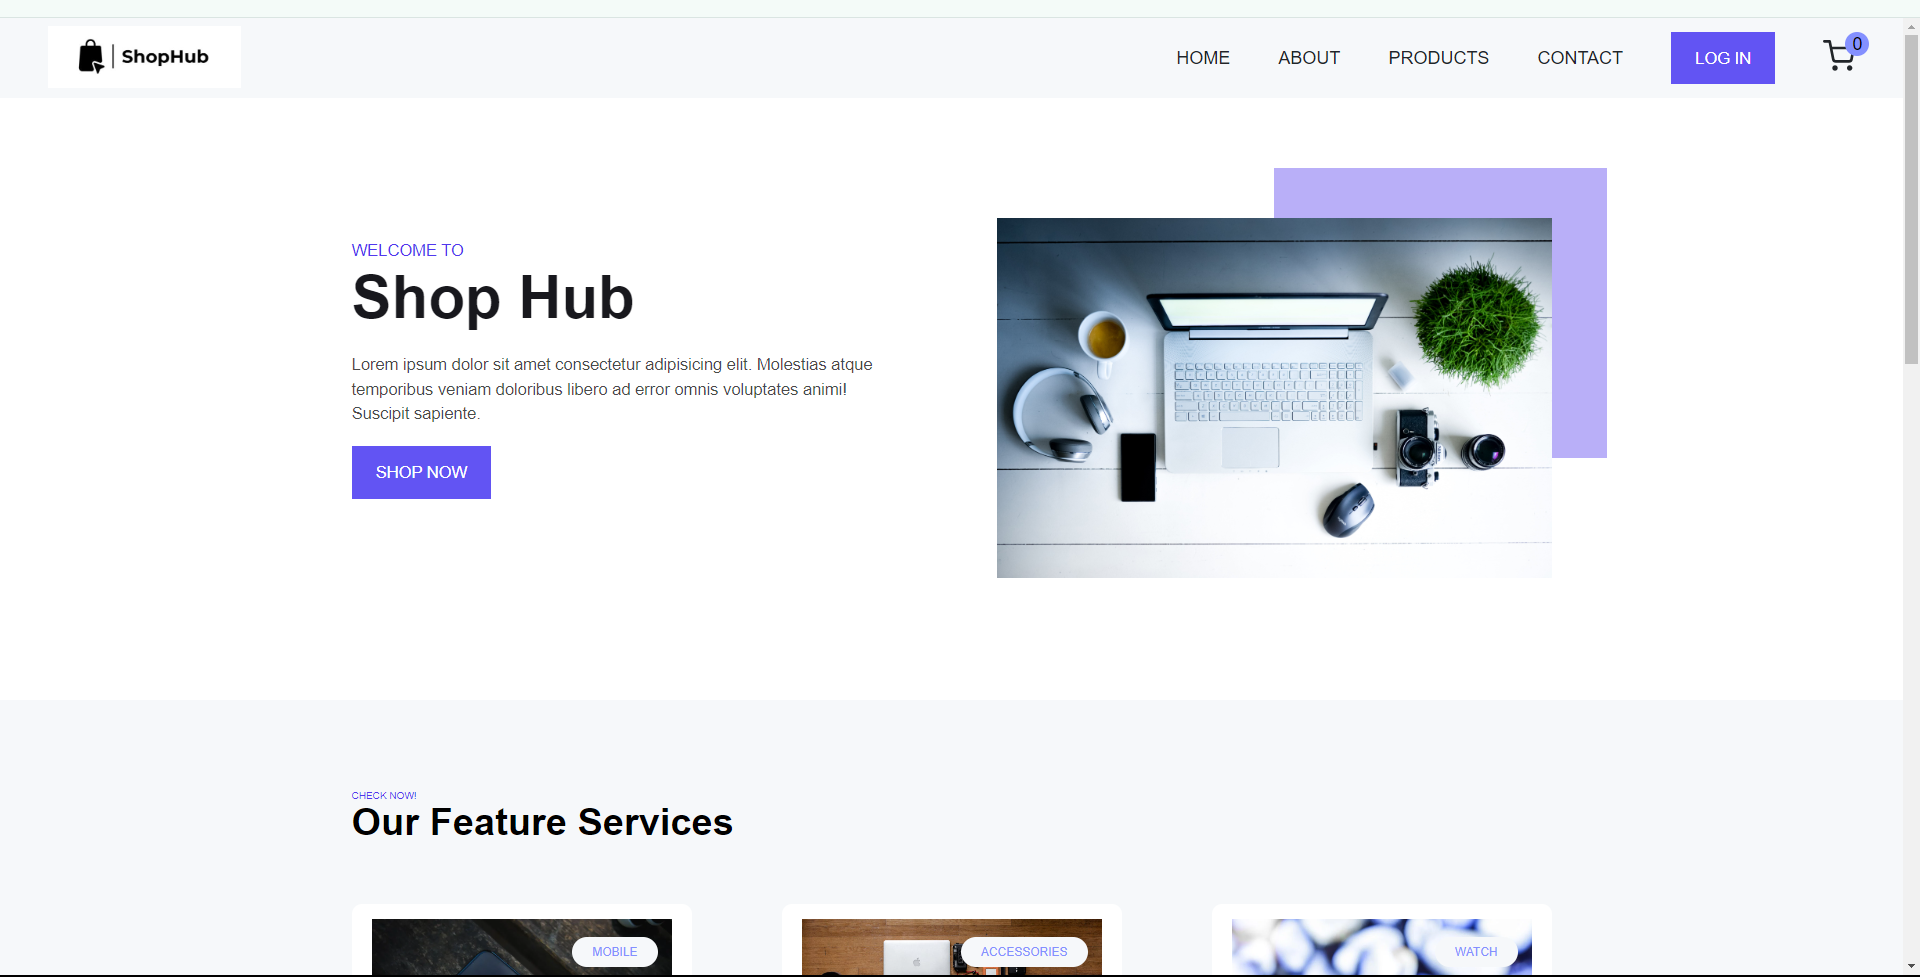 ShopHub
HOME
ABOUT
PRODUCTS
CONTACT
LOG IN
0
WELCOME TO
Shop Hub
Lorem ipsum dolor sit amet consectetur adipisicing elit. Molestias atque
temporibus veniam doloribus libero ad error omnis voluptates animi!
Suscipit sapiente.
SHOP NOW
CHECK NOW!
Our Feature Services
MOBILE
ACCESSORIES
WATCH